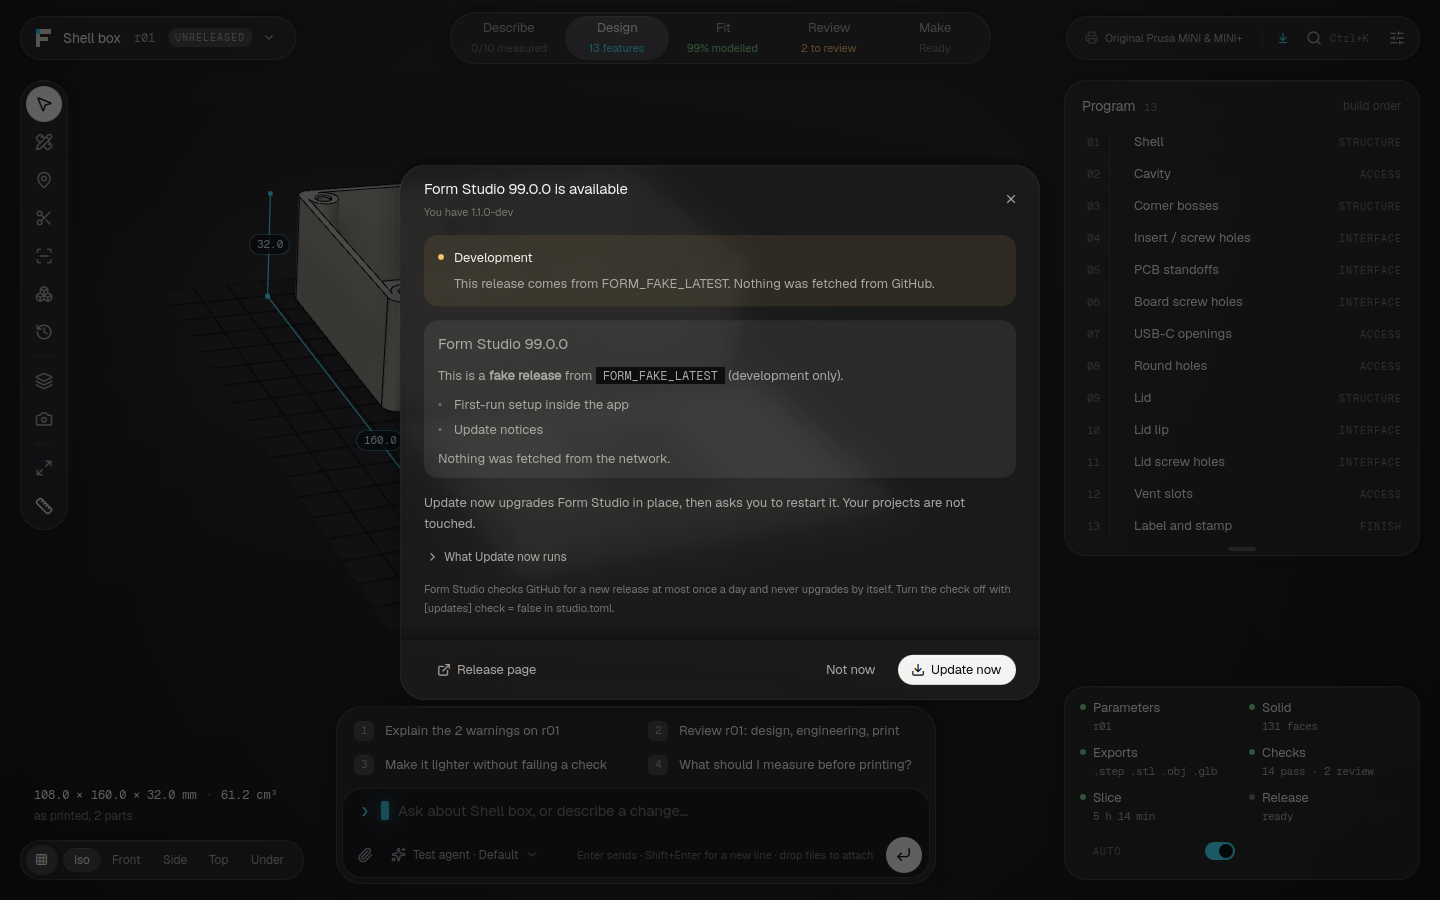 Shell box r01 UNRELEASED
Describe
0/10 measured
Design
13 features
Fit
99% modelled
Review
2 to review
Make
Ready
Original Prusa MINI & MINI+
Ctrl+K
Program 13
build order
01 Shell STRUCTURE
02 Cavity ACCESS
03 Corner bosses STRUCTURE
04 Insert / screw holes INTERFACE
05 PCB standoffs INTERFACE
06 Board screw holes INTERFACE
07 USB-C openings ACCESS
08 Round holes ACCESS
09 Lid STRUCTURE
10 Lid lip INTERFACE
11 Lid screw holes INTERFACE
12 Vent slots ACCESS
13 Label and stamp FINISH
32.0
160.0
Form Studio 99.0.0 is available
You have 1.1.0-dev
Development
This release comes from FORM_FAKE_LATEST. Nothing was fetched from GitHub.
Form Studio 99.0.0
This is a fake release from FORM_FAKE_LATEST (development only).
• First-run setup inside the app
• Update notices
Nothing was fetched from the network.
Update now upgrades Form Studio in place, then asks you to restart it. Your projects are not
touched.
What Update now runs
Form Studio checks GitHub for a new release at most once a day and never upgrades by itself. Turn the check off with
[updates] check = false in studio.toml.
Release page
Not now
Update now
1 Explain the 2 warnings on r01
2 Review r01: design, engineering, print
3 Make it lighter without failing a check
4 What should I measure before printing?
Ask about Shell box, or describe a change...
Test agent · Default
Enter sends · Shift+Enter for a new line · drop files to attach
108.0 × 160.0 × 32.0 mm · 61.2 cm³
as printed, 2 parts
Iso Front Side Top Under
Parameters
r01
Solid
131 faces
Exports
.step .stl .obj .glb
Checks
14 pass · 2 review
Slice
5 h 14 min
Release
ready
AUTO